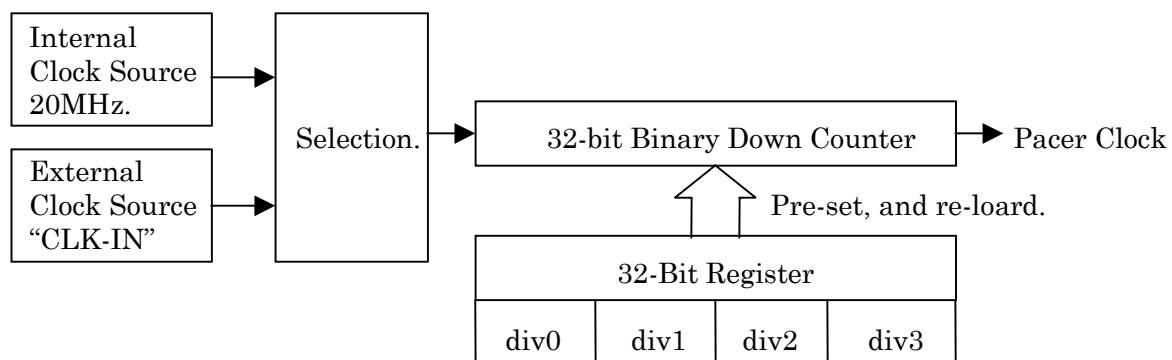 Internal
Clock Source
20MHz.
External
Clock Source
“CLK-IN”
Selection.
32-bit Binary Down Counter
Pacer Clock
Pre-set, and re-loard.
32-Bit Register
div0 div1 div2 div3